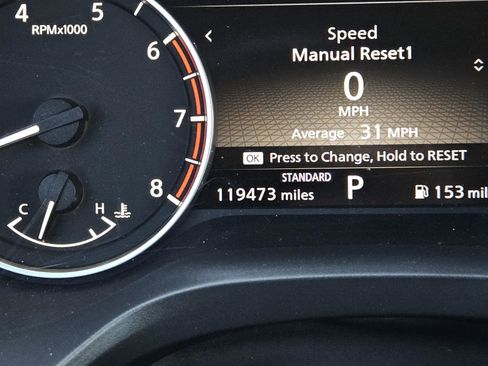 4 5
RPMx1000
6
7
8
C H
<
Speed
Manual Reset1
0
MPH
Average 31 MPH
OK Press to Change, Hold to RESET
STANDARD
119473 miles P 153 mil